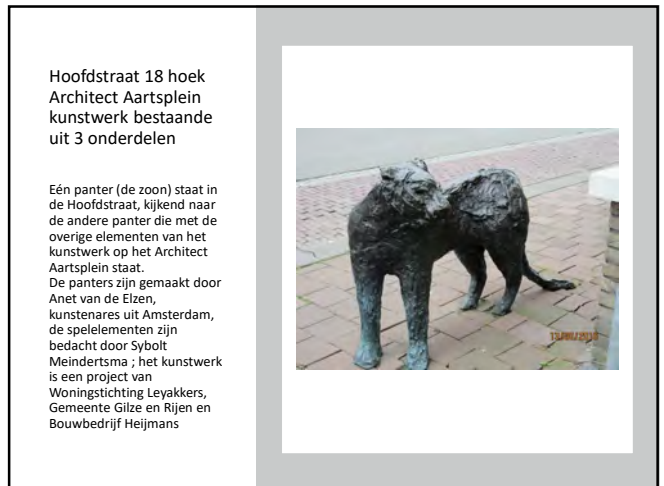 Hoofdstraat 18 hoek
Architect Aartsplein
kunstwerk bestaande
uit 3 onderdelen
Eén panter (de zoon) staat in
de Hoofdstraat, kijkend naar
de andere panter die met de
overige elementen van het
kunstwerk op het Architect
Aartsplein staat.
De panters zijn gemaakt door
Anet van de Elzen,
kunstenares uit Amsterdam,
de spelelementen zijn
bedacht door Sybolt
Meindertsma ; het kunstwerk
is een project van
Woningstichting Leyakkers,
Gemeente Gilze en Rijen en
Bouwbedrijf Heijmans